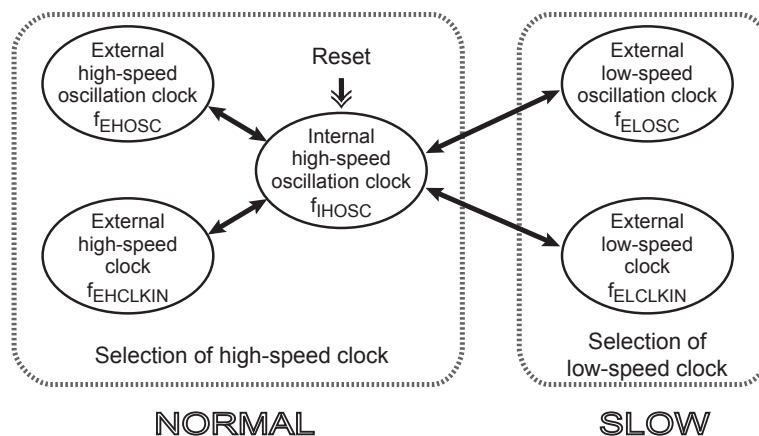 External
high-speed
oscillation clock
fEHOSC
Reset
Internal
high-speed
oscillation clock
fIHOSC
External
high-speed
clock
fEHCLKIN
Selection of high-speed clock
NORMAL
External
low-speed
oscillation clock
fELOSC
External
low-speed
clock
fELCLKIN
Selection of
low-speed clock
SLOW